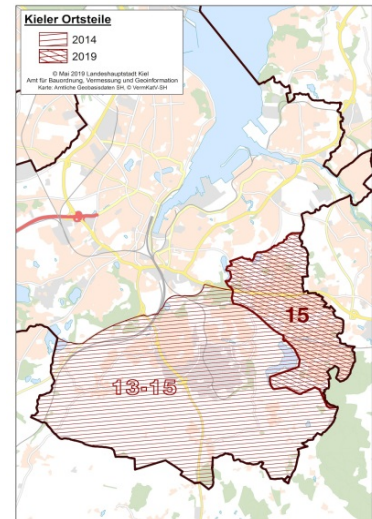 Kieler Ortsteile
2014
2019
© Mai 2019 Landeshauptstadt Kiel
Amt für Bauordnung, Vermessung und Geoinformation
Karte: Amtliche Geobasisdaten SH, © VermKatV-SH
15
13-15